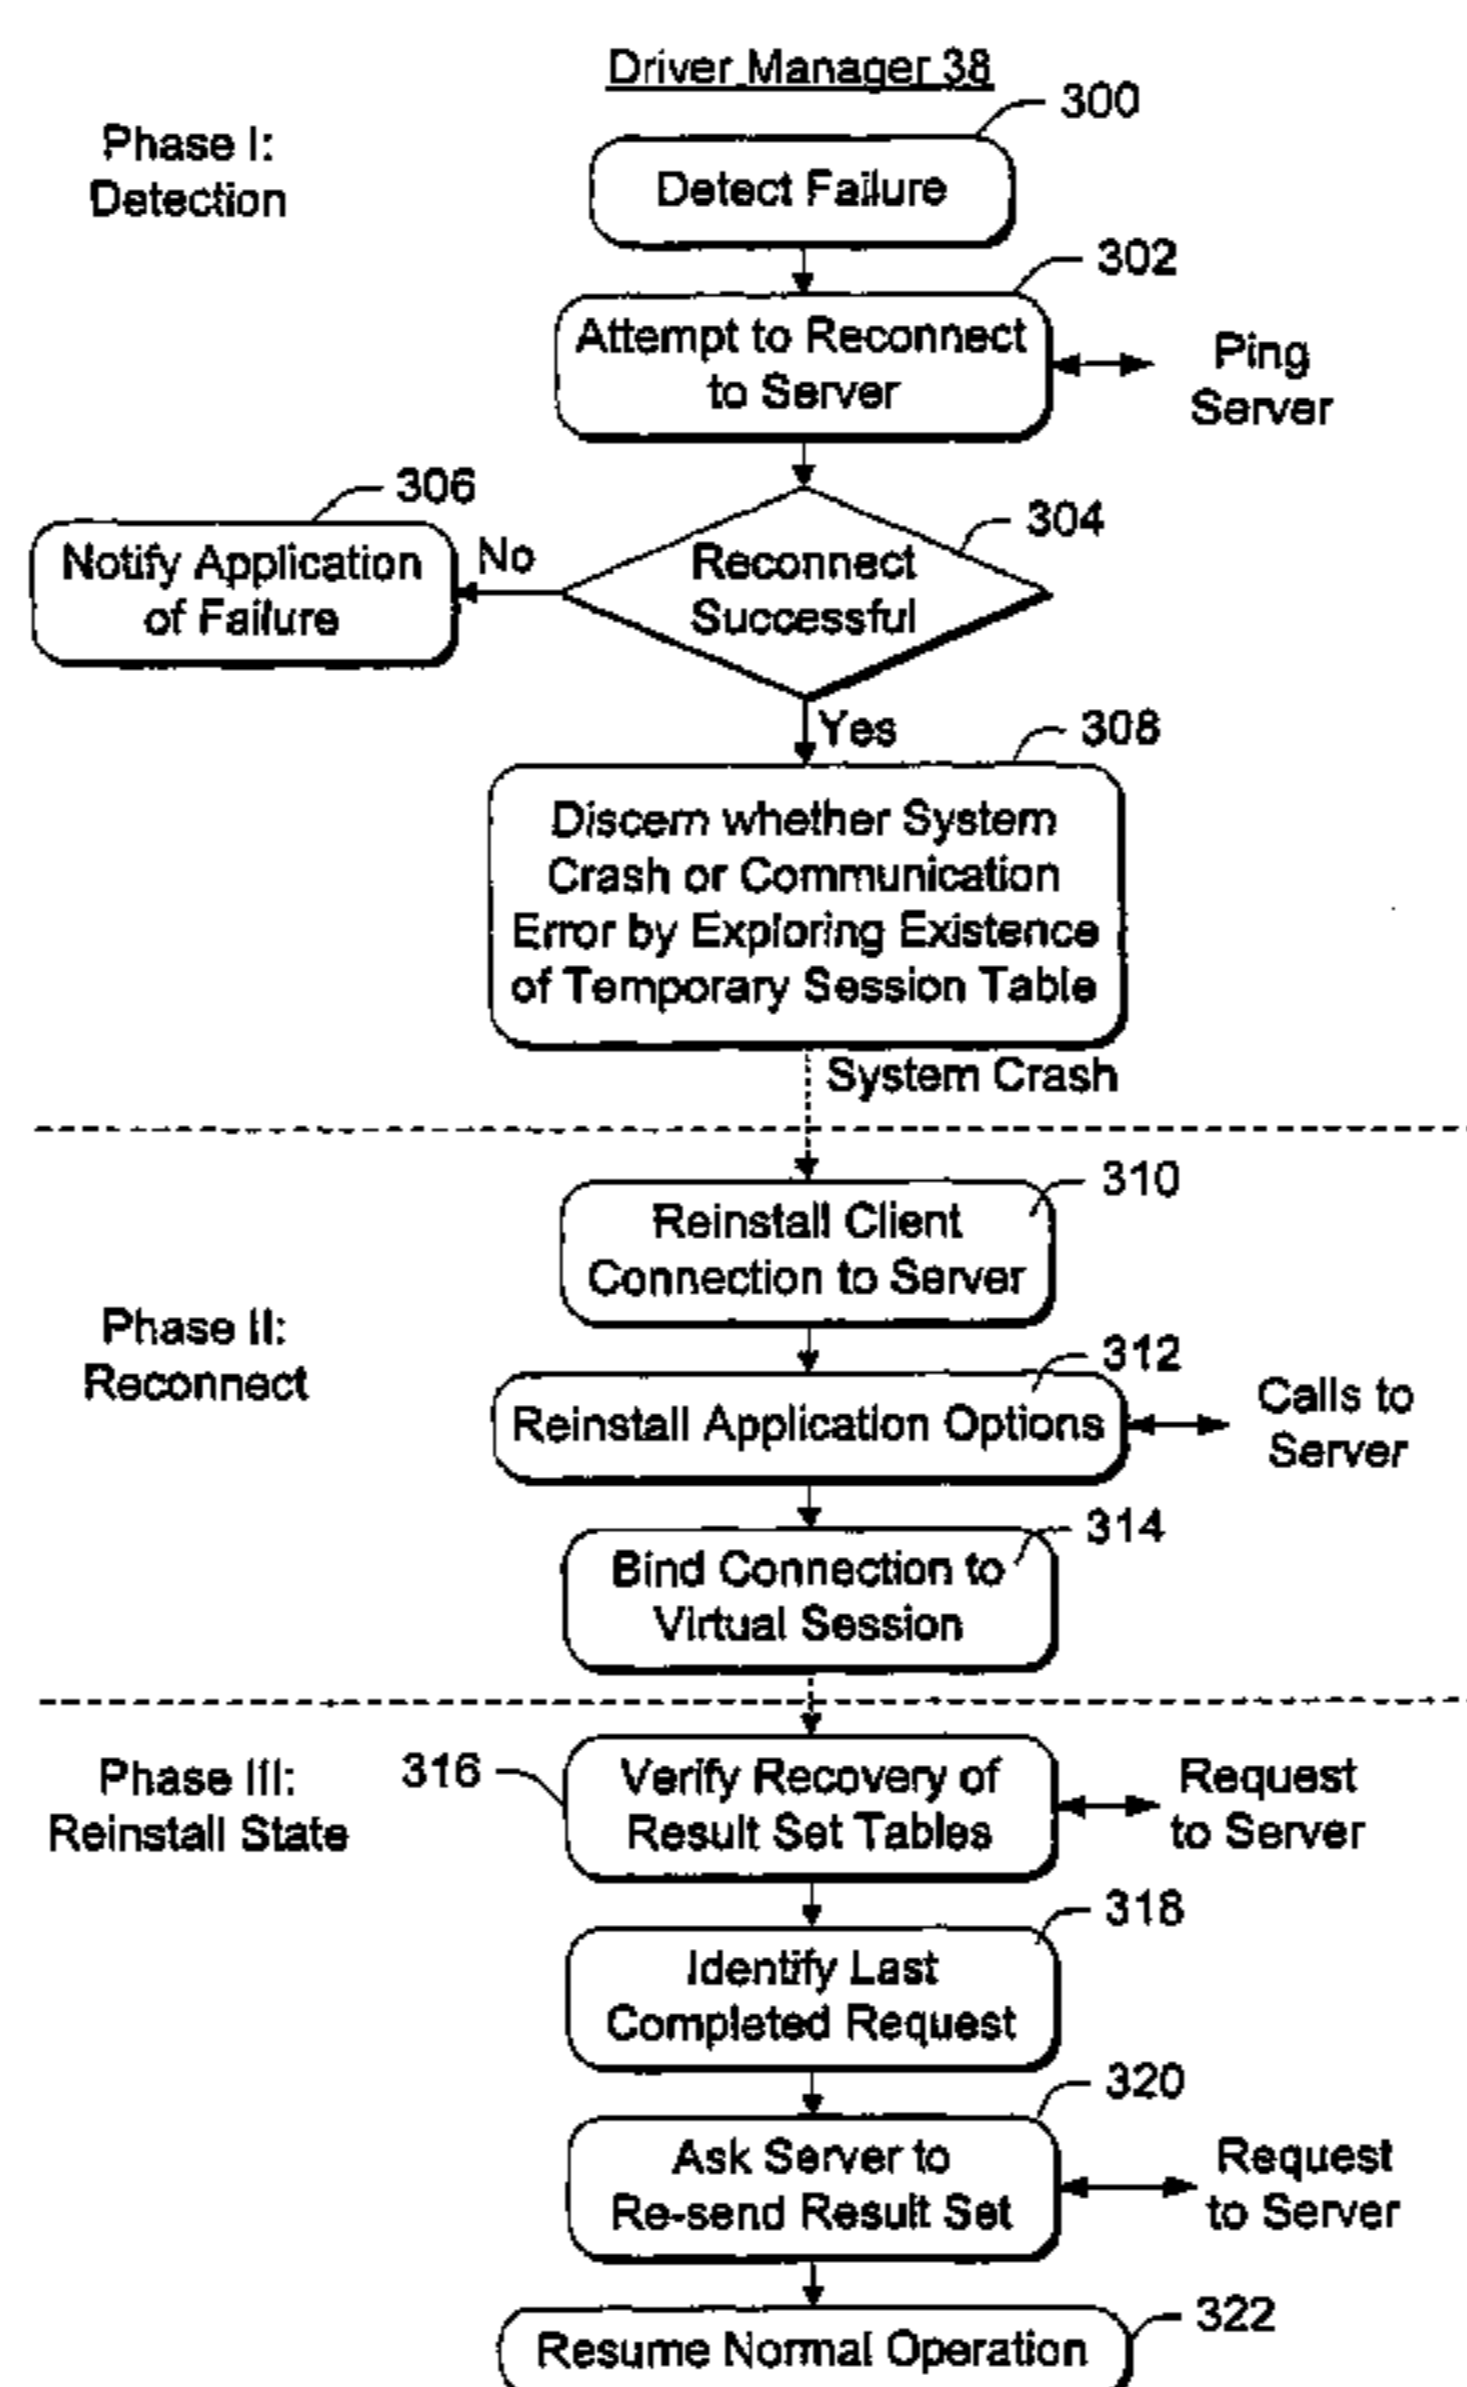 Driver Manager 38
300
Phase I:
Detection
Detect Failure
302
Attempt to Reconnect
to Server
Ping
Server
306
304
Notify Application
of Failure
No
Reconnect
Successful
Yes
308
Discern whether System
Crash or Communication
Error by Exploring Existence
of Temporary Session Table
System Crash
310
Reinstall Client
Connection to Server
Phase II:
Reconnect
312
Reinstall Application Options
Calls to
Server
314
Bind Connection to
Virtual Session
Phase III:
Reinstall State
316
Verify Recovery of
Result Set Tables
Request
to Server
318
Identify Last
Completed Request
320
Ask Server to
Re-send Result Set
Request
to Server
322
Resume Normal Operation